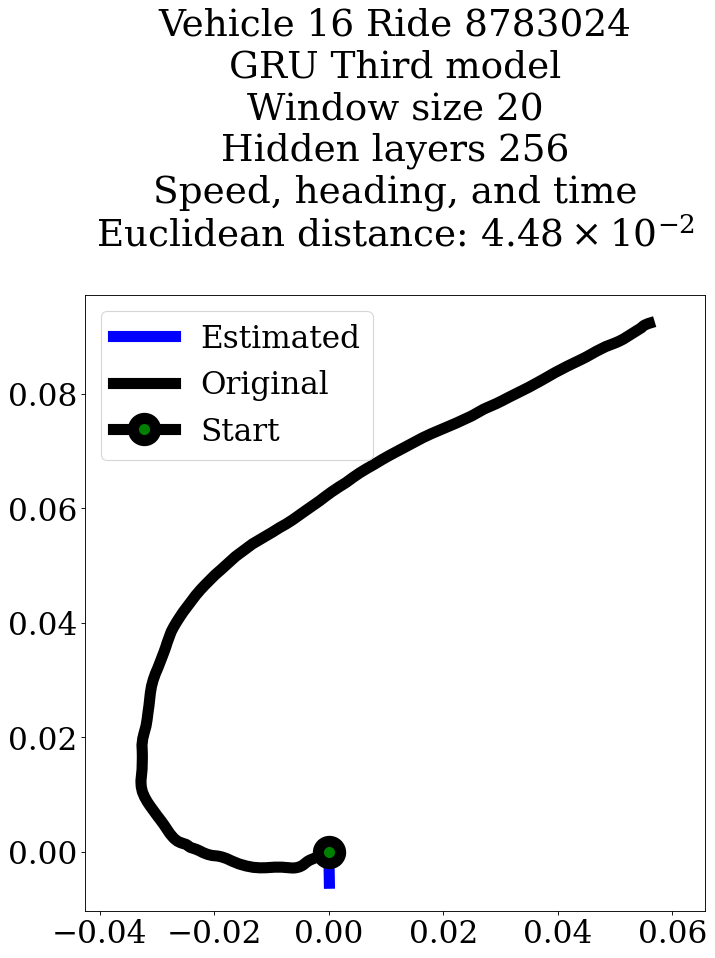 Vehicle 16 Ride 8783024
GRU Third model
Window size 20
Hidden layers 256
Speed, heading, and time
Euclidean distance: 4.48 × 10⁻²
Estimated
Original
Start
0.08
0.06
0.04
0.02
0.00
−0.04 −0.02 0.00 0.02 0.04 0.06